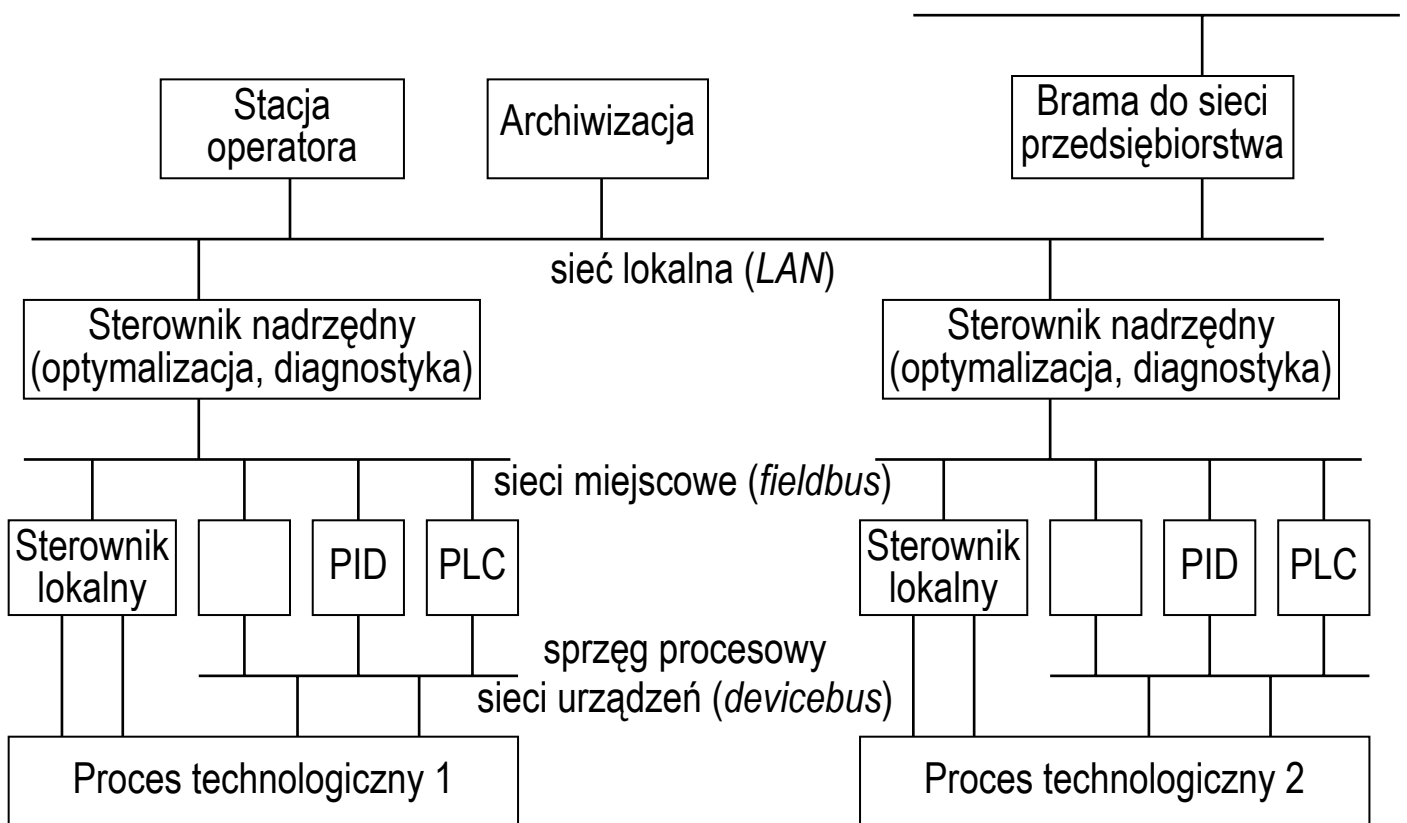 Stacja
operatora
Archiwizacja
Brama do sieci
przedsiębiorstwa
sieć lokalna (LAN)
Sterownik nadrzędny
(optymalizacja, diagnostyka)
Sterownik nadrzędny
(optymalizacja, diagnostyka)
sieci miejscowe (fieldbus)
Sterownik
lokalny
PID
PLC
Sterownik
lokalny
PID
PLC
sprzęg procesowy
sieci urządzeń (devicebus)
Proces technologiczny 1
Proces technologiczny 2